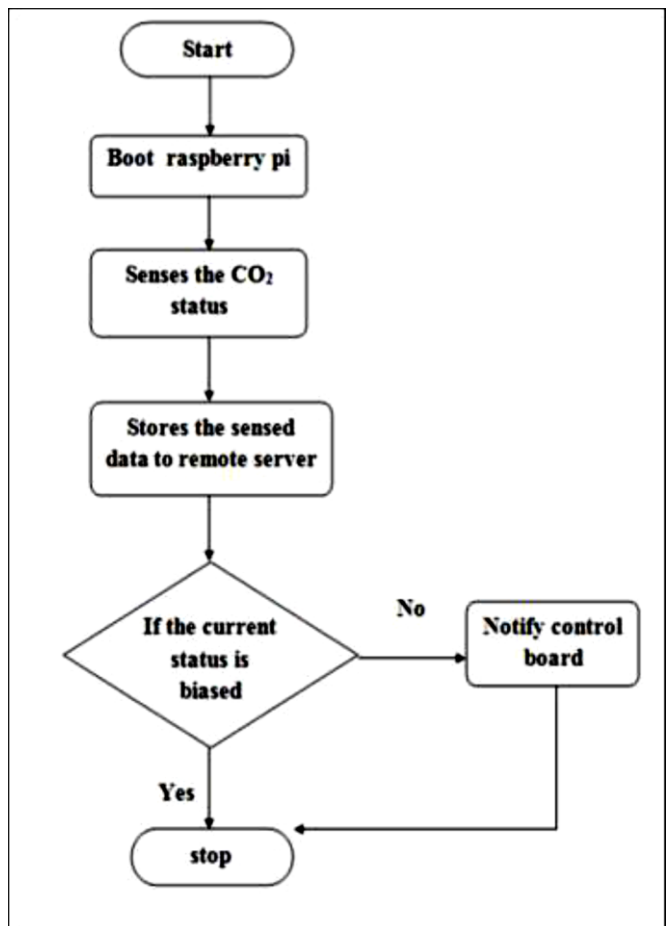 Start
Boot raspberry pi
Senses the CO₂
status
Stores the sensed
data to remote server
If the current
status is
biased
No
Notify control
board
Yes
stop